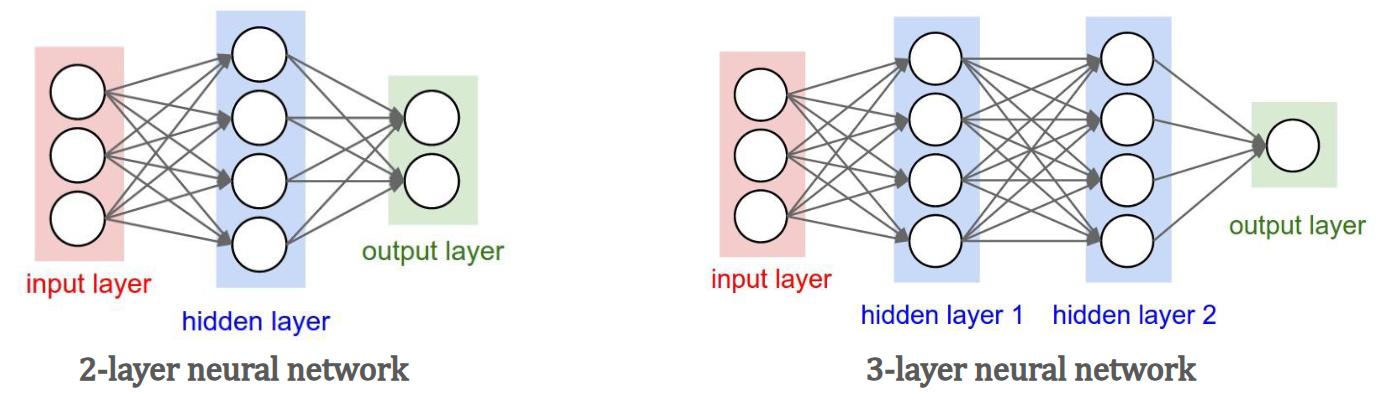 input layer
hidden layer
output layer
2-layer neural network
input layer
hidden layer 1
hidden layer 2
output layer
3-layer neural network